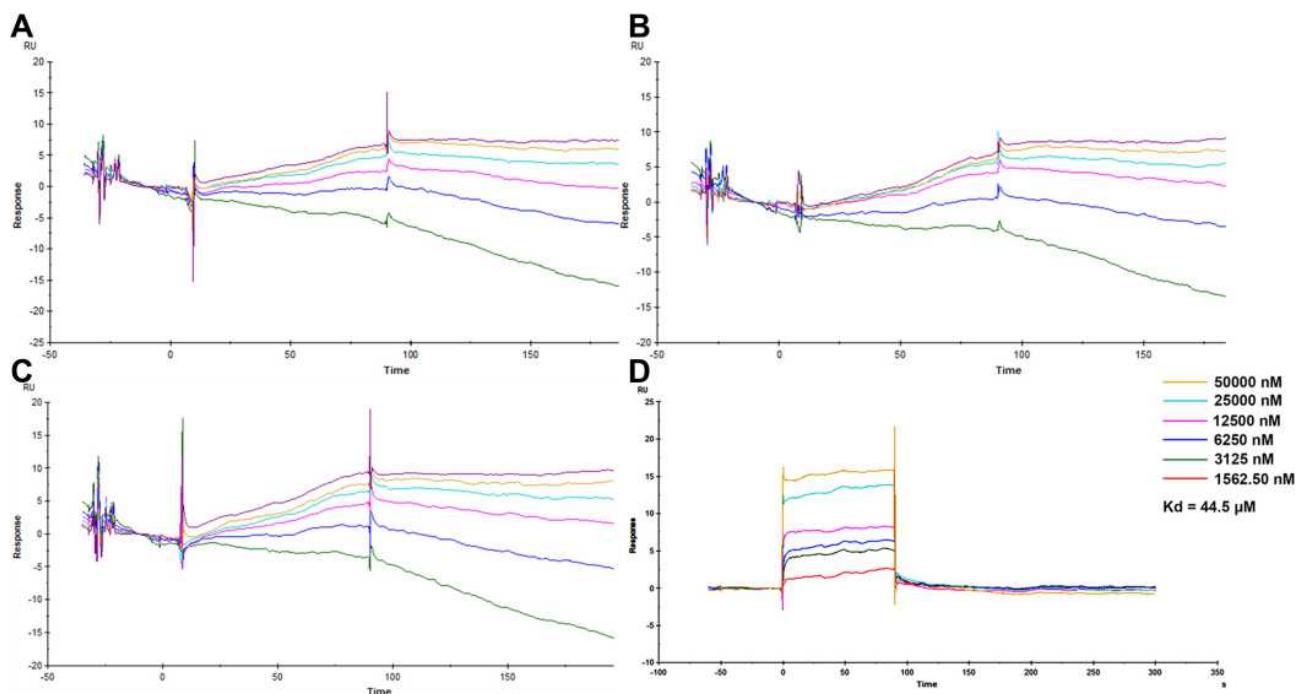 A
RU
20
15
10
5
0
-5
-10
-15
-20
-25
Response
-50
0
50
100
150
Time
B
RU
20
15
10
5
0
-5
-10
-15
-20
Response
-50
0
50
100
150
Time
C
RU
20
15
10
5
0
-5
-10
-15
-20
Response
-50
0
50
100
150
Time
D
RU
25
20
15
10
5
0
-5
-10
Response
-100
-50
0
50
100
150
200
250
300
350
Time
s
50000 nM
25000 nM
12500 nM
6250 nM
3125 nM
1562.50 nM
Kd = 44.5 μM